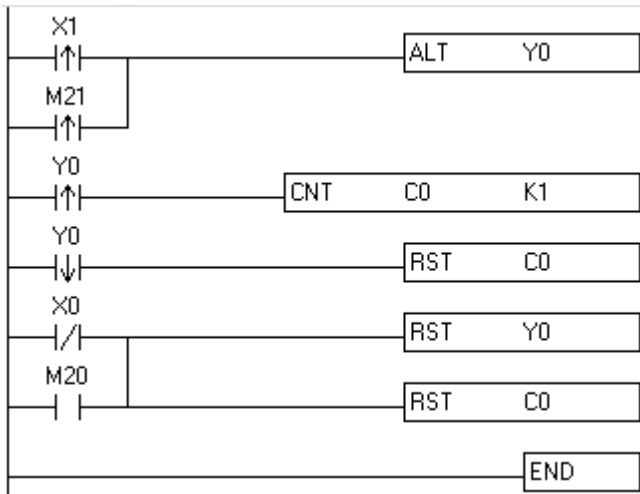 X1
ALT Y0
M21
Y0
CNT C0 K1
Y0
RST C0
X0
RST Y0
M20
RST C0
END